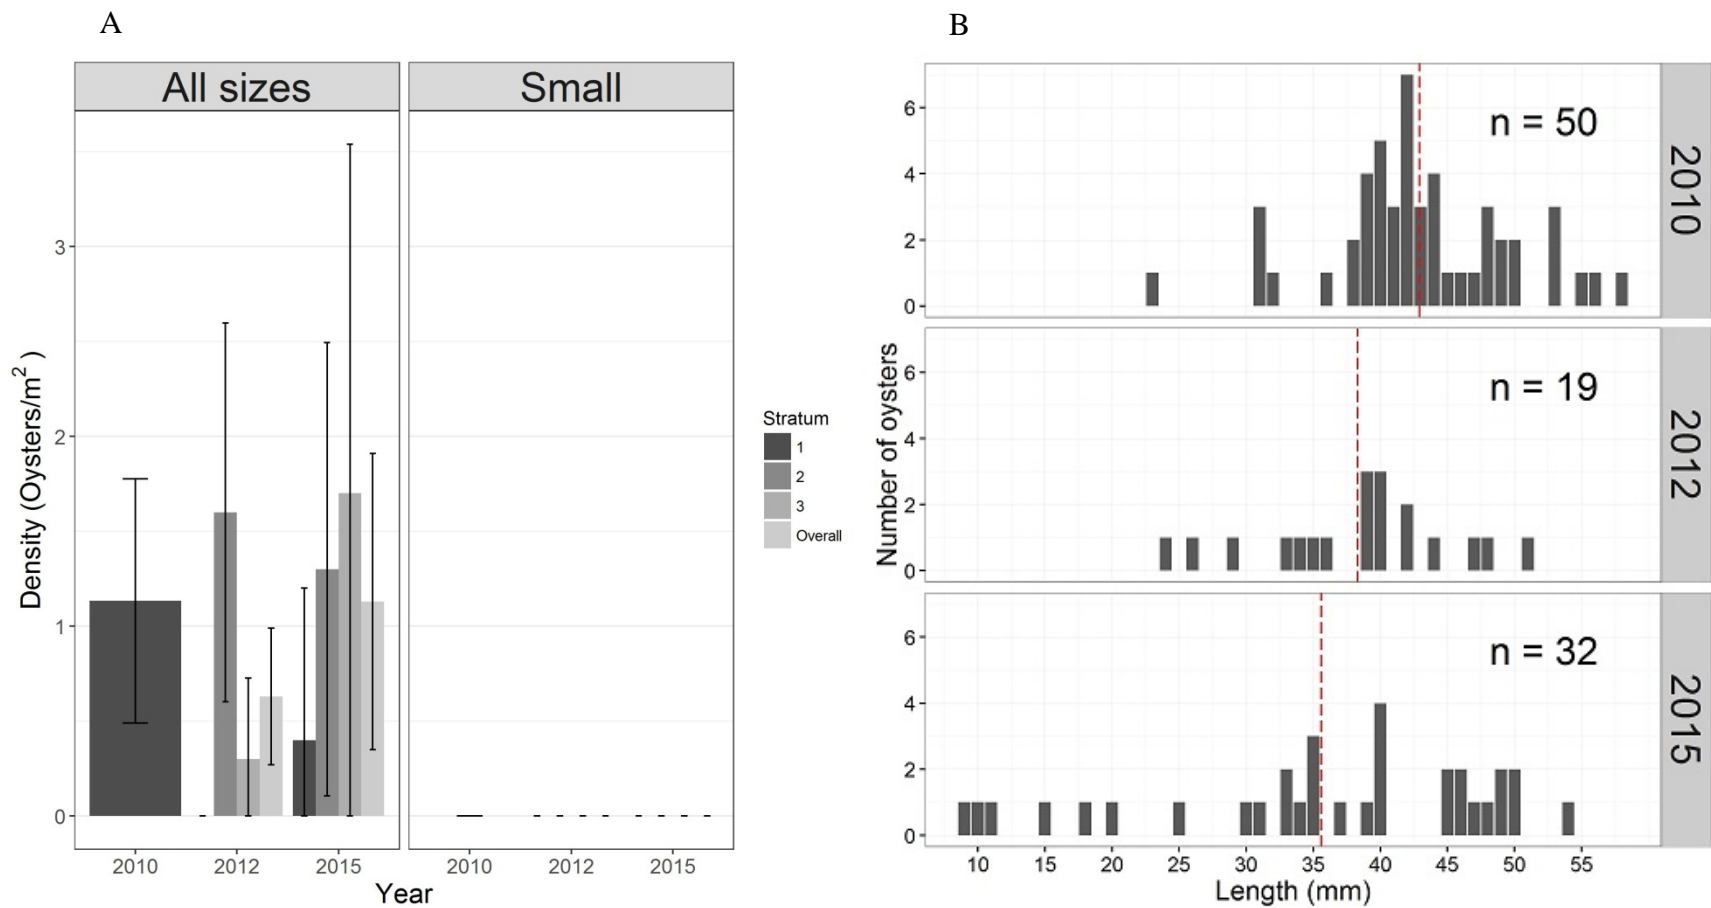 A
All sizes
Small
3
2
1
0
Density (Oysters/m²)
2010
2012
2015
2010
2012
2015
Year
Stratum
1
2
3
Overall
B
6
4
2
0
n = 50
2010
6
4
2
0
n = 19
2012
6
4
2
0
n = 32
2015
Number of oysters
10 15 20 25 30 35 40 45 50 55
Length (mm)